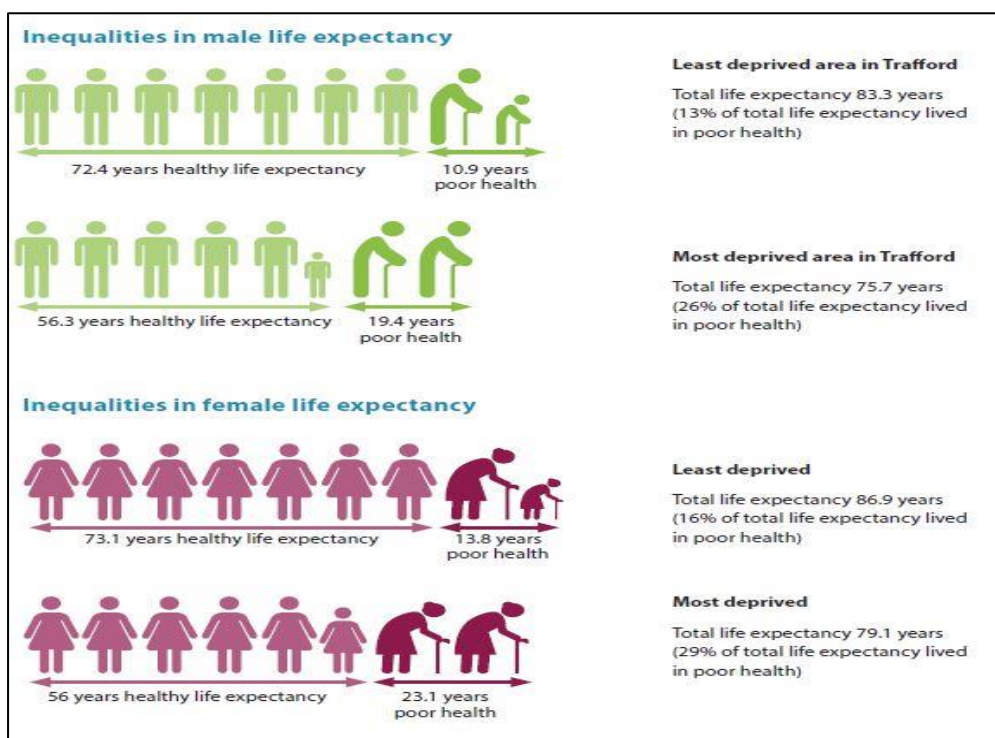 Inequalities in male life expectancy
72.4 years healthy life expectancy
10.9 years
poor health
Least deprived area in Trafford
Total life expectancy 83.3 years
(13% of total life expectancy lived
in poor health)
56.3 years healthy life expectancy
19.4 years
poor health
Most deprived area in Trafford
Total life expectancy 75.7 years
(26% of total life expectancy lived
in poor health)
Inequalities in female life expectancy
73.1 years healthy life expectancy
13.8 years
poor health
Least deprived
Total life expectancy 86.9 years
(16% of total life expectancy lived
in poor health)
56 years healthy life expectancy
23.1 years
poor health
Most deprived
Total life expectancy 79.1 years
(29% of total life expectancy lived
in poor health)